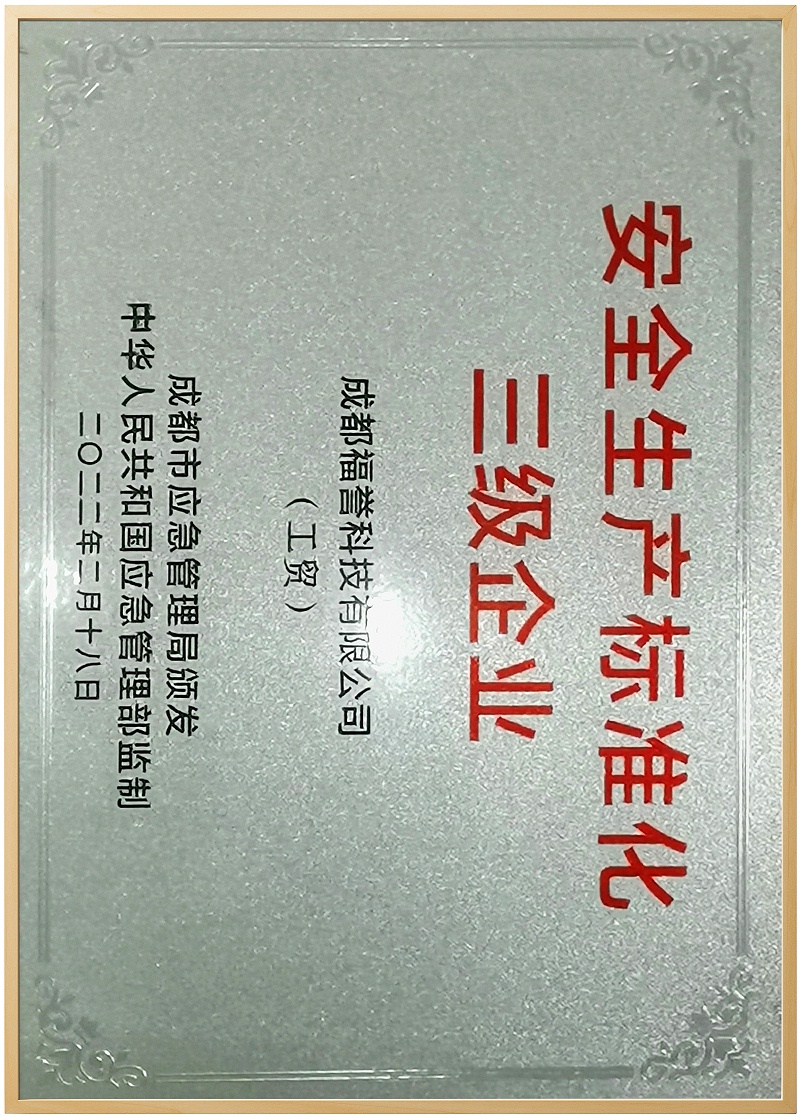 安全生产标准化
三级企业
成都福誉科技有限公司
（工贸）
成都市应急管理局颁发
中华人民共和国应急管理部监制
二〇二二年二月十八日